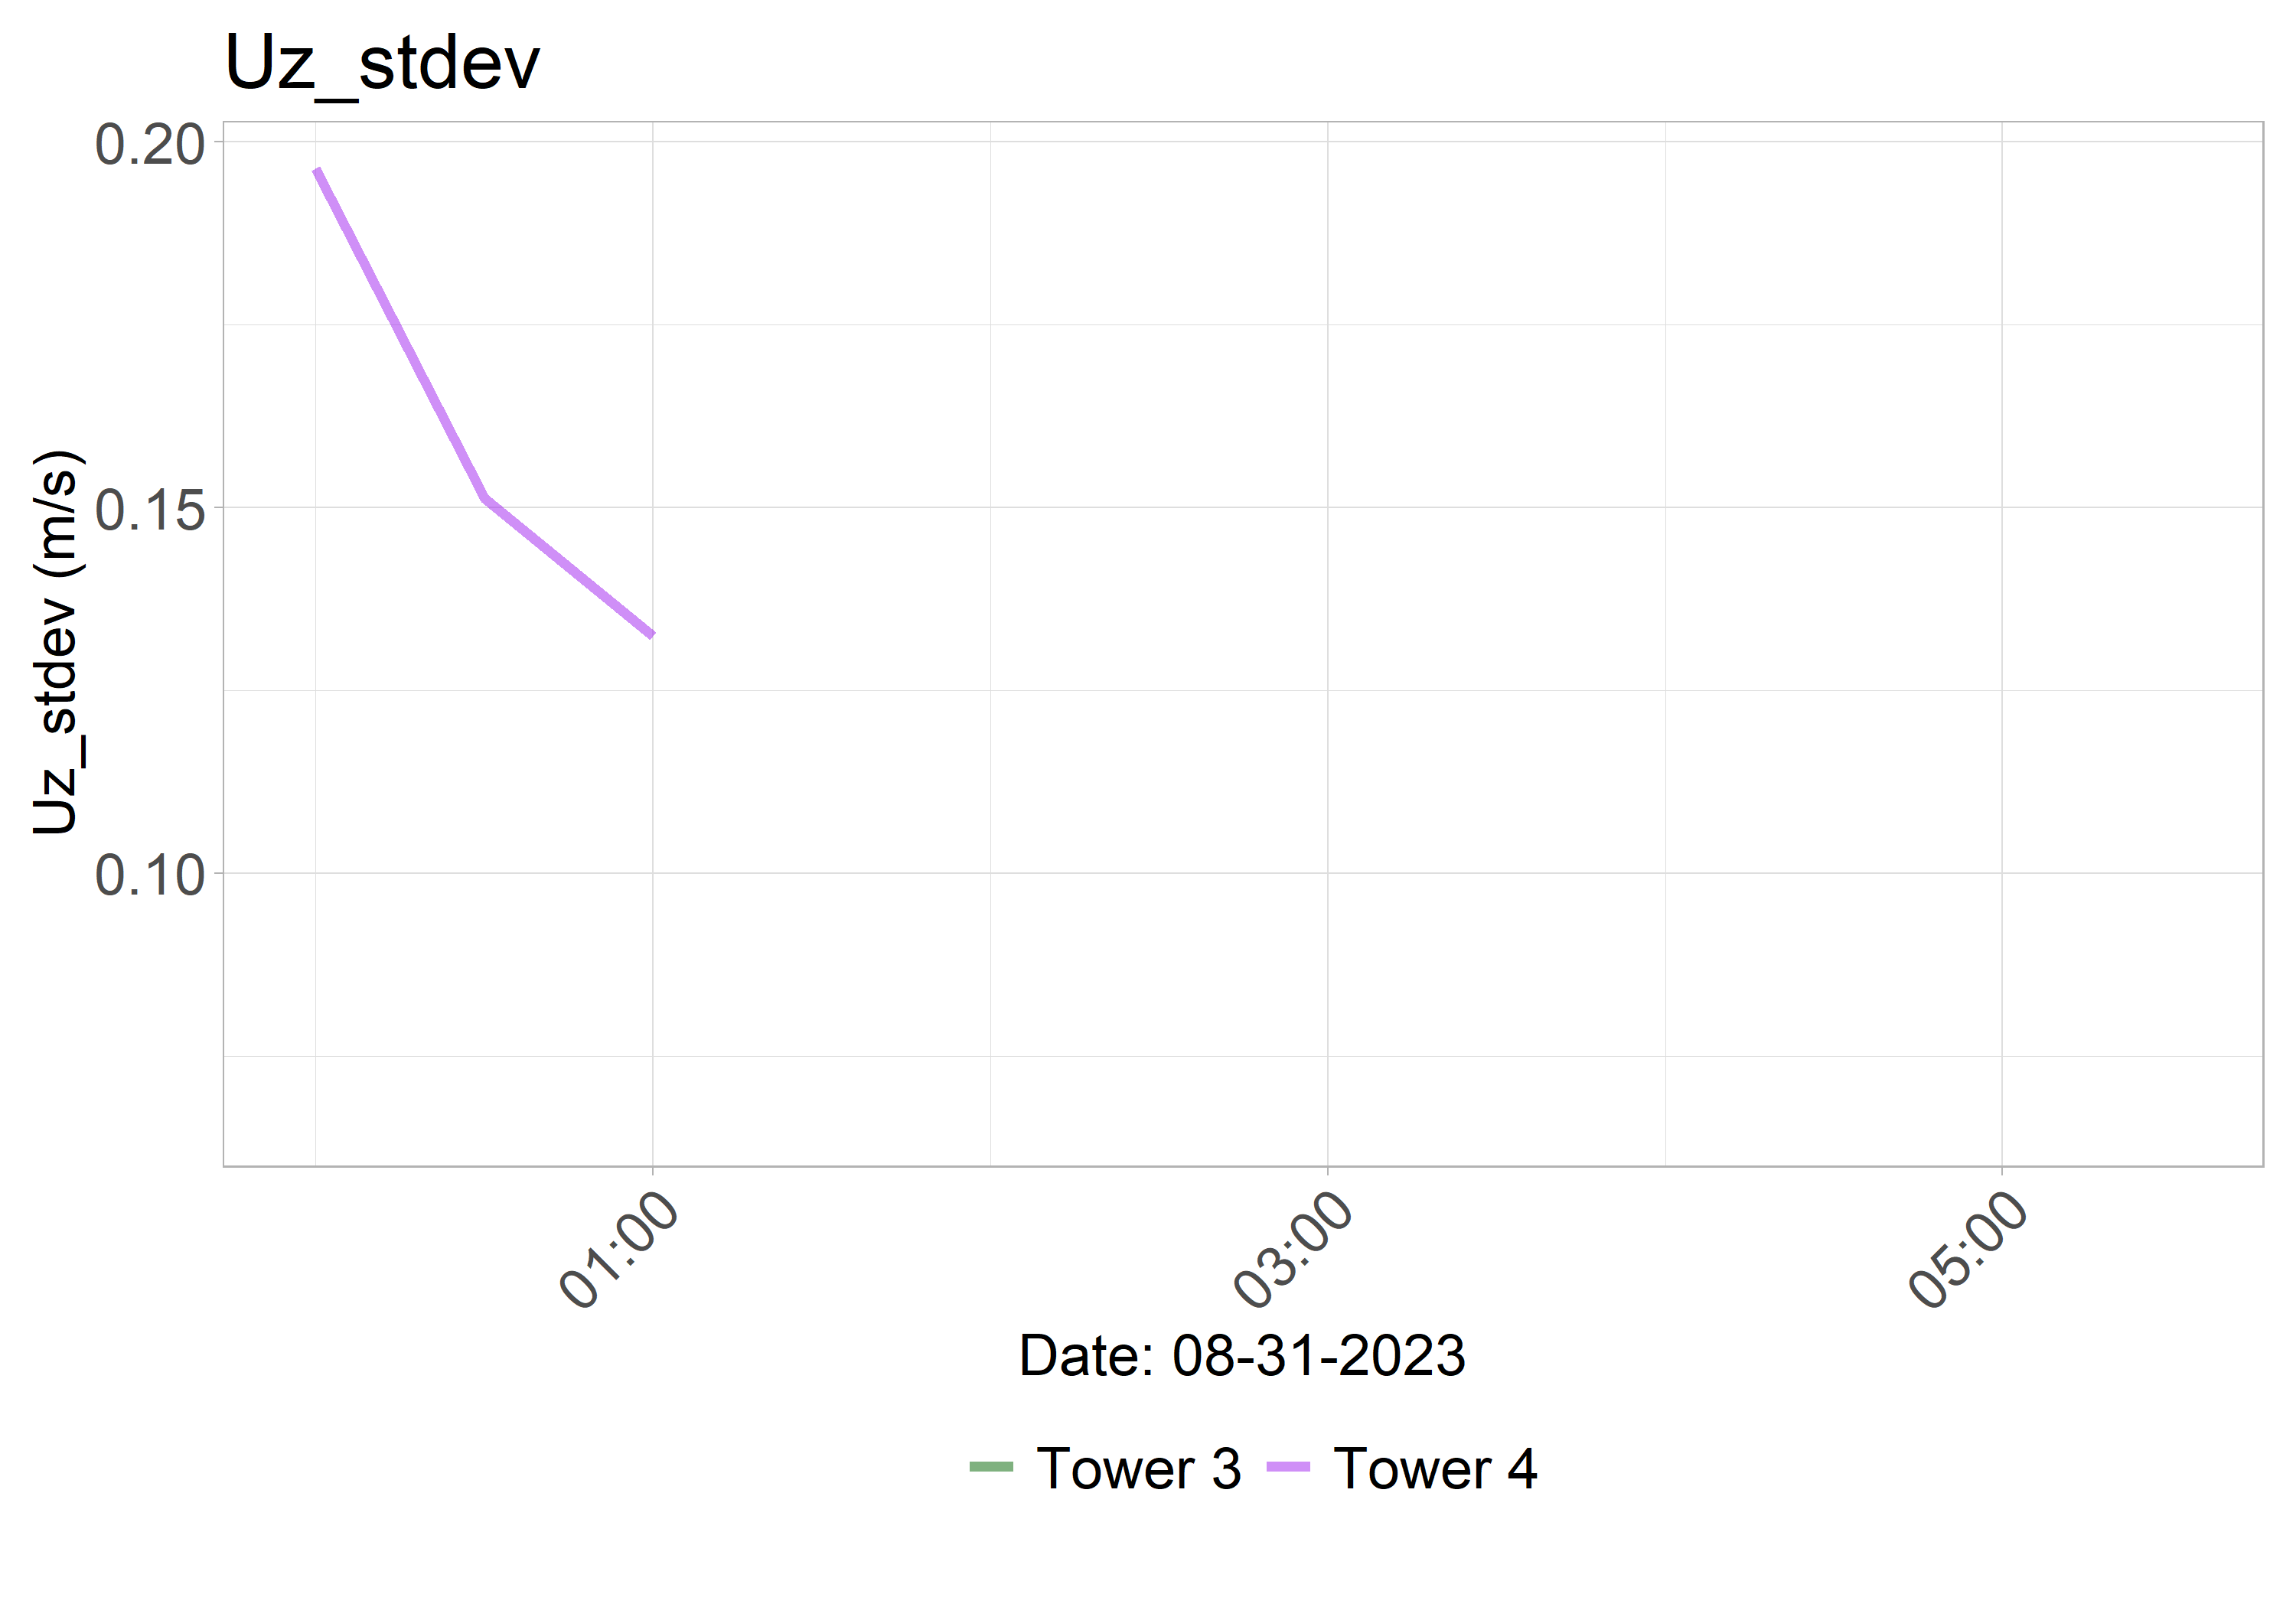 Uz_stdev
Uz_stdev (m/s)
0.20
0.15
0.10
01:00
03:00
05:00
Date: 08-31-2023
Tower 3
Tower 4